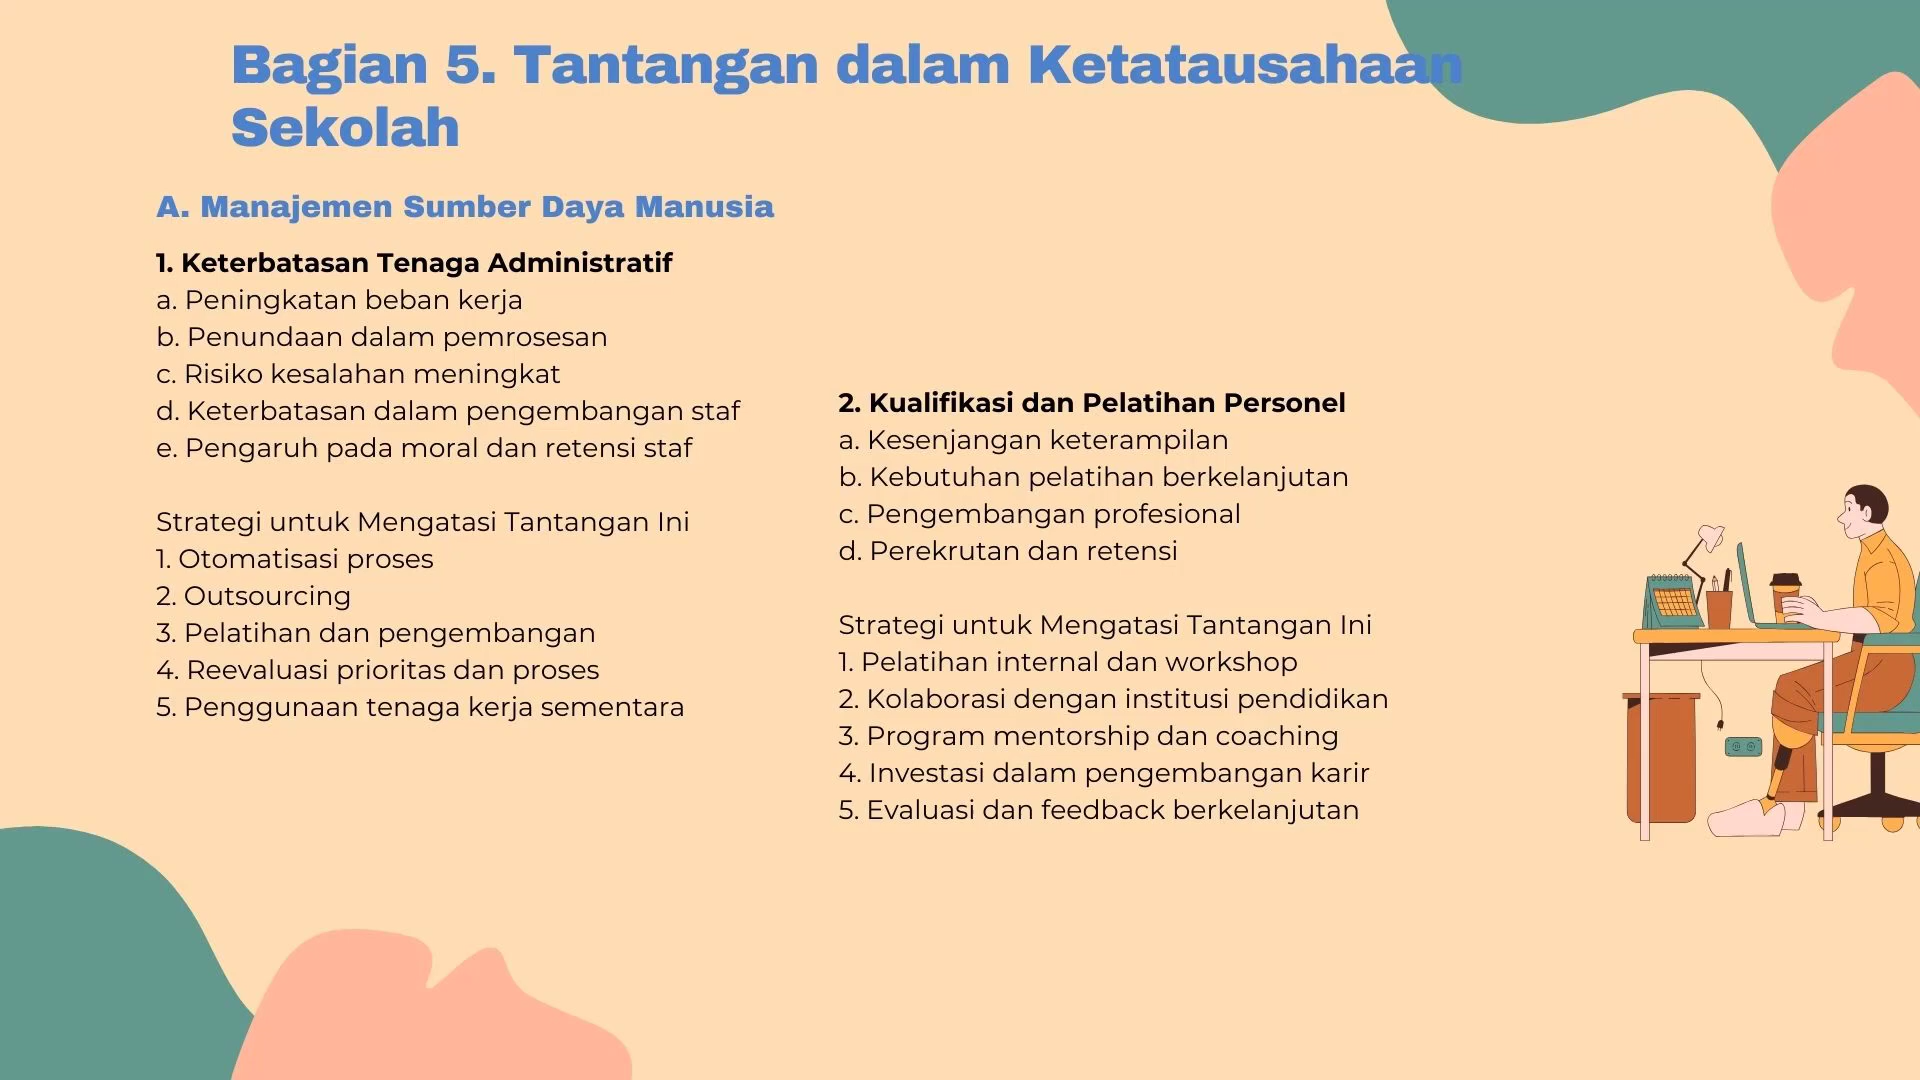 Bagian 5. Tantangan dalam Ketatausahaan
Sekolah
A. Manajemen Sumber Daya Manusia
1. Keterbatasan Tenaga Administratif
a. Peningkatan beban kerja
b. Penundaan dalam pemrosesan
c. Risiko kesalahan meningkat
d. Keterbatasan dalam pengembangan staf
e. Pengaruh pada moral dan retensi staf
Strategi untuk Mengatasi Tantangan Ini
1. Otomatisasi proses
2. Outsourcing
3. Pelatihan dan pengembangan
4. Reevaluasi prioritas dan proses
5. Penggunaan tenaga kerja sementara
2. Kualifikasi dan Pelatihan Personel
a. Kesenjangan keterampilan
b. Kebutuhan pelatihan berkelanjutan
c. Pengembangan profesional
d. Perekrutan dan retensi
Strategi untuk Mengatasi Tantangan Ini
1. Pelatihan internal dan workshop
2. Kolaborasi dengan institusi pendidikan
3. Program mentorship dan coaching
4. Investasi dalam pengembangan karir
5. Evaluasi dan feedback berkelanjutan